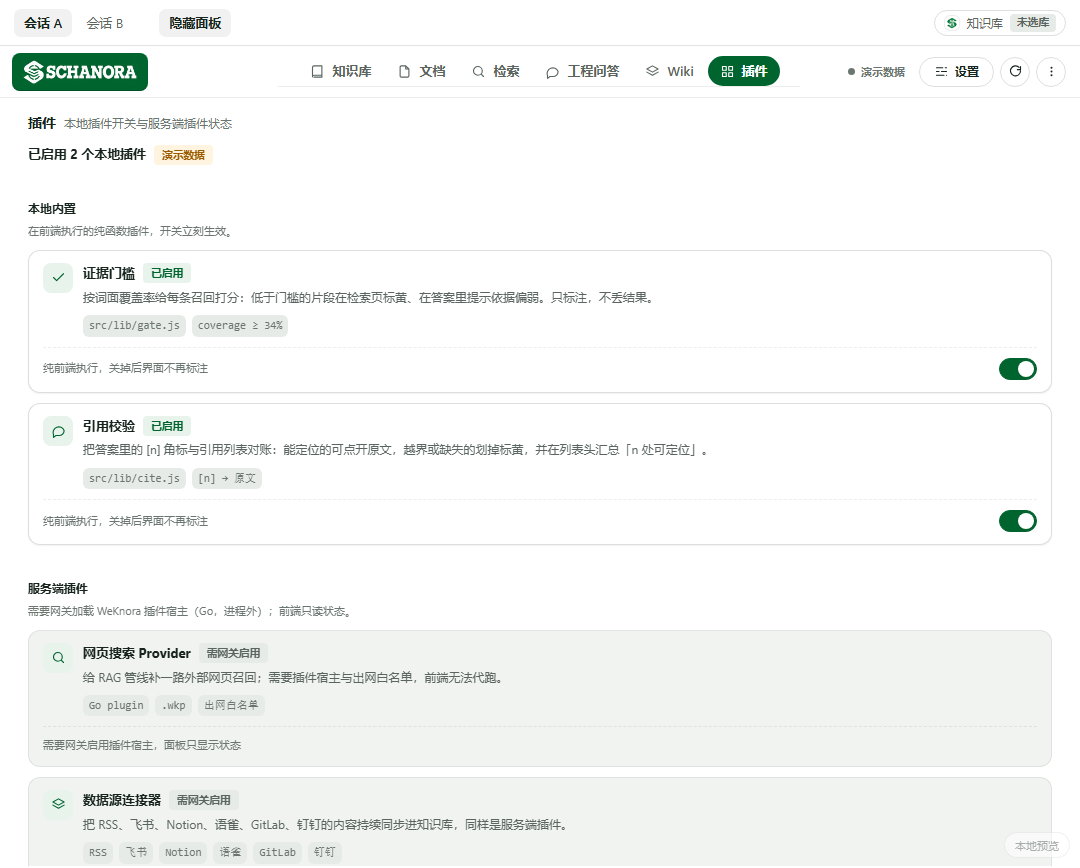 会话 A 会话 B 隐藏面板 知识库 未选库
SCHANORA 知识库 文档 检索 工程问答 Wiki 插件 演示数据 设置
插件 本地插件开关与服务端插件状态
已启用 2 个本地插件 演示数据
本地内置
在前端执行的纯函数插件，开关立刻生效。
证据门槛 已启用
按词面覆盖率给每条召回打分：低于门槛的片段在检索页标黄、在答案里提示依据偏弱。只标注，不丢结果。
src/lib/gate.js coverage ≥ 34%
纯前端执行，关掉后界面不再标注
引用校验 已启用
把答案里的 [n] 角标与引用列表对账：能定位的可点开原文，越界或缺失的划掉标黄，并在列表头汇总「n 处可定位」。
src/lib/cite.js [n] → 原文
纯前端执行，关掉后界面不再标注
服务端插件
需要网关加载 WeKnora 插件宿主（Go，进程外）；前端只读状态。
网页搜索 Provider 需网关启用
给 RAG 管线补一路外部网页召回；需要插件宿主与出网白名单，前端无法代跑。
Go plugin .wkp 出网白名单
需要网关启用插件宿主，面板只显示状态
数据源连接器 需网关启用
把 RSS、飞书、Notion、语雀、GitLab、钉钉的内容持续同步进知识库，同样是服务端插件。
RSS 飞书 Notion 语雀 GitLab 钉钉
本地预览